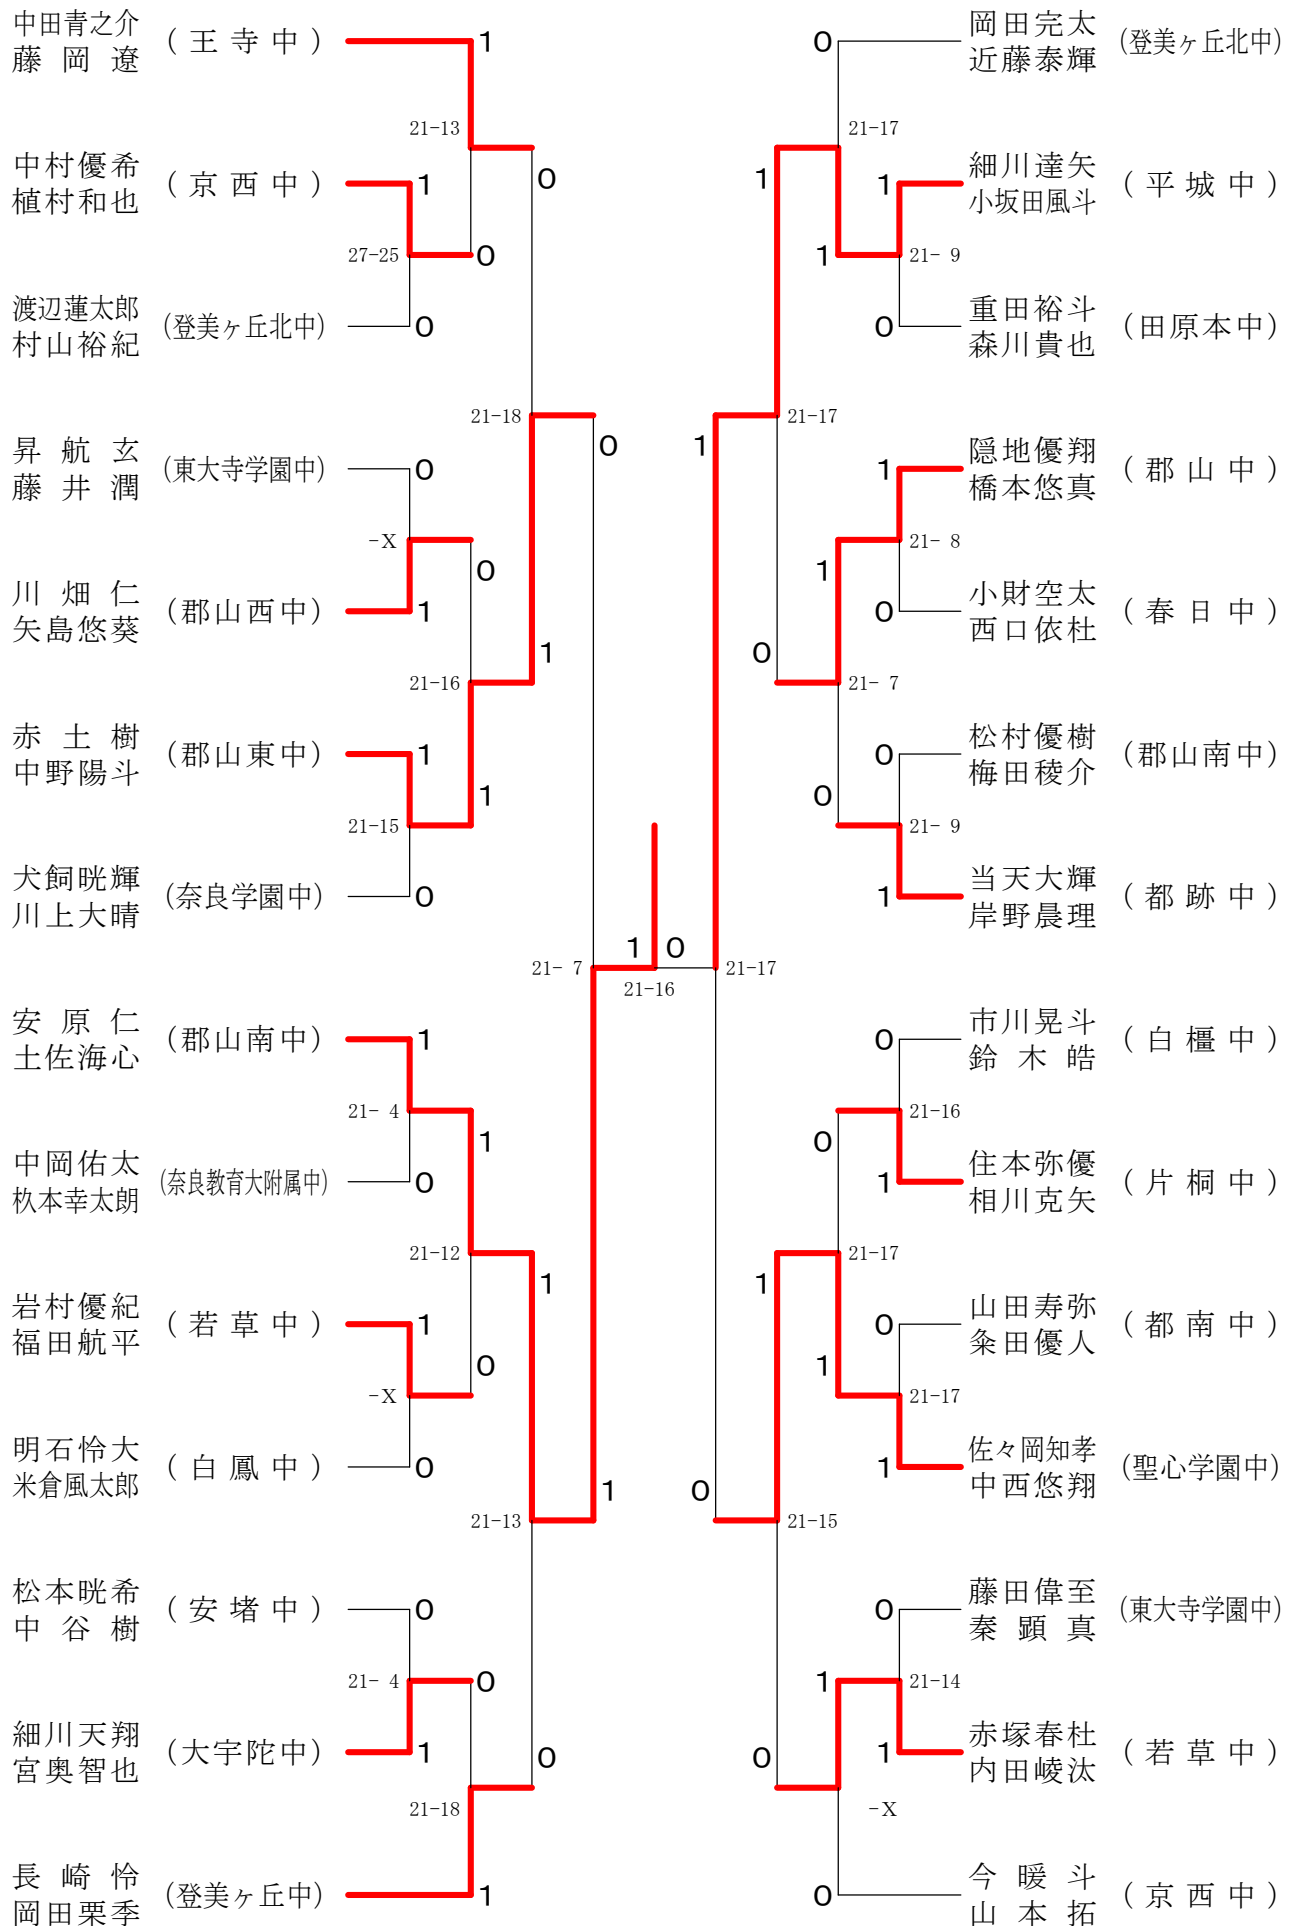 中田青之介
藤岡遼
(王寺中)
1
21-13
0
中村優希
植村和也
(京西中)
1
27-25
0
渡辺蓮太郎
村山裕紀
(登美ヶ丘北中)
0
21-18
0
昇航玄
藤井潤
(東大寺学園中)
0
-X
0
川畑仁
矢島悠葵
(郡山西中)
1
21-16
1
赤土樹
中野陽斗
(郡山東中)
1
21-15
1
犬飼晄輝
川上大晴
(奈良学園中)
0
21- 7
1
0
21-16
21-17
安原仁
土佐海心
(郡山南中)
1
21- 4
1
中岡佑太
杁本幸太朗
(奈良教育大附属中)
0
21-12
1
岩村優紀
福田航平
(若草中)
1
-X
0
明石怜大
米倉風太郎
(白鳳中)
0
21-13
1
松本晄希
中谷樹
(安堵中)
0
21- 4
0
細川天翔
宮奥智也
(大宇陀中)
1
21-18
0
長崎怜
岡田栗季
(登美ヶ丘中)
1
0
岡田完太
近藤泰輝
(登美ヶ丘北中)
21-17
1
1
細川達矢
小坂田風斗
(平城中)
1
21- 9
0
重田裕斗
森川貴也
(田原本中)
21-17
1
1
隠地優翔
橋本悠真
(郡山中)
21- 8
1
0
小財空太
西口依杜
(春日中)
0
21- 7
0
松村優樹
梅田稜介
(郡山南中)
0
21- 9
1
当天大輝
岸野晨理
(都跡中)
0
市川晃斗
鈴木皓
(白橿中)
21-16
0
1
住本弥優
相川克矢
(片桐中)
21-17
1
0
山田寿弥
粂田優人
(都南中)
1
21-17
1
佐々岡知孝
中西悠翔
(聖心学園中)
0
21-15
0
藤田偉至
秦顕真
(東大寺学園中)
1
21-14
1
赤塚春杜
内田崚汰
(若草中)
0
-X
0
今暖斗
山本拓
(京西中)